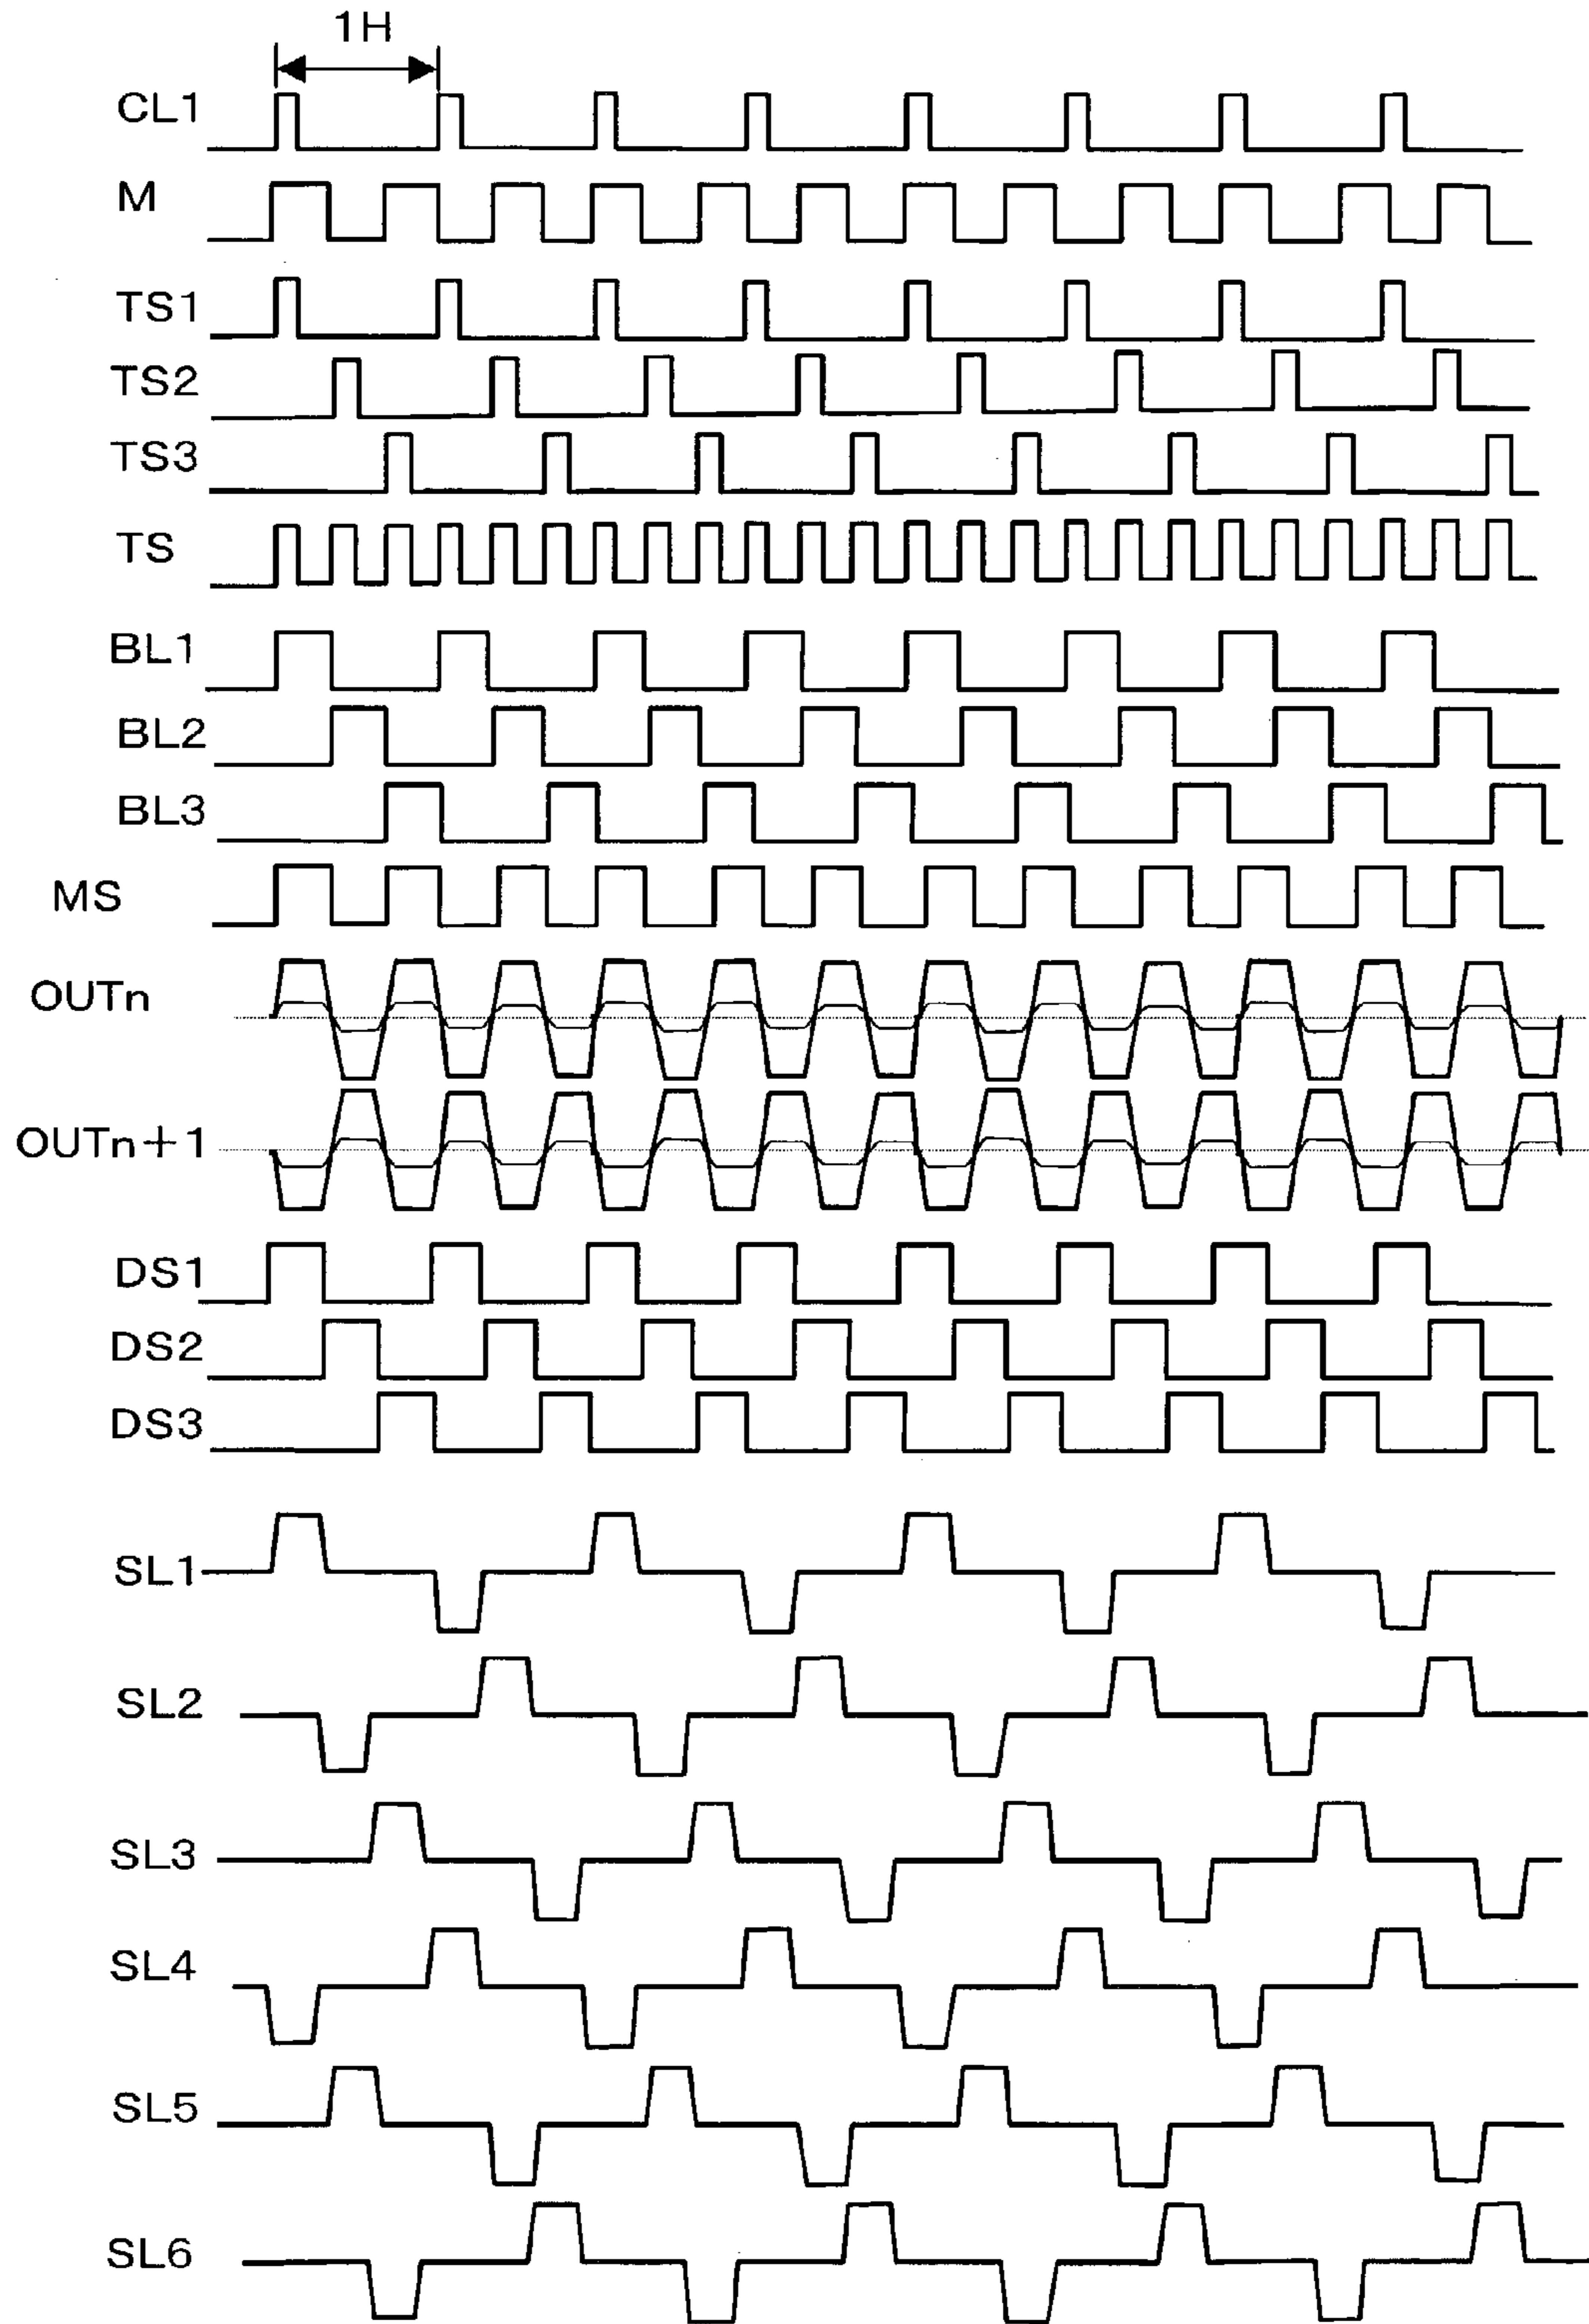 1H
CL1
M
TS1
TS2
TS3
TS
BL1
BL2
BL3
MS
OUTn
OUTn+1
DS1
DS2
DS3
SL1
SL2
SL3
SL4
SL5
SL6